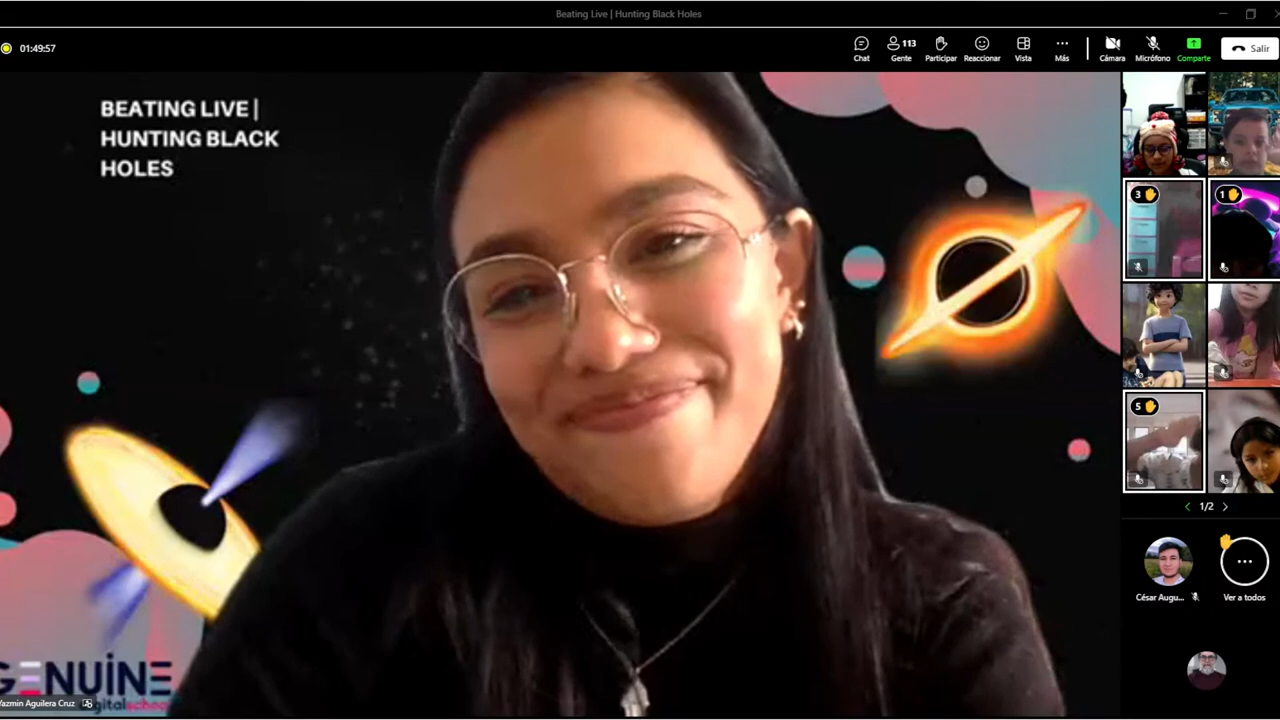 Beating Live | Hunting Black Holes
01:49:57
113
Chat
Gente
Participar
Reaccionar
Vista
Más
Cámara
Micrófono
Comparte
Salir
BEATING LIVE |
HUNTING BLACK
HOLES
3
1
5
1/2
César Augu...
Ver a todos
GENUINE
digitalschool
Yazmin Aguilera Cruz